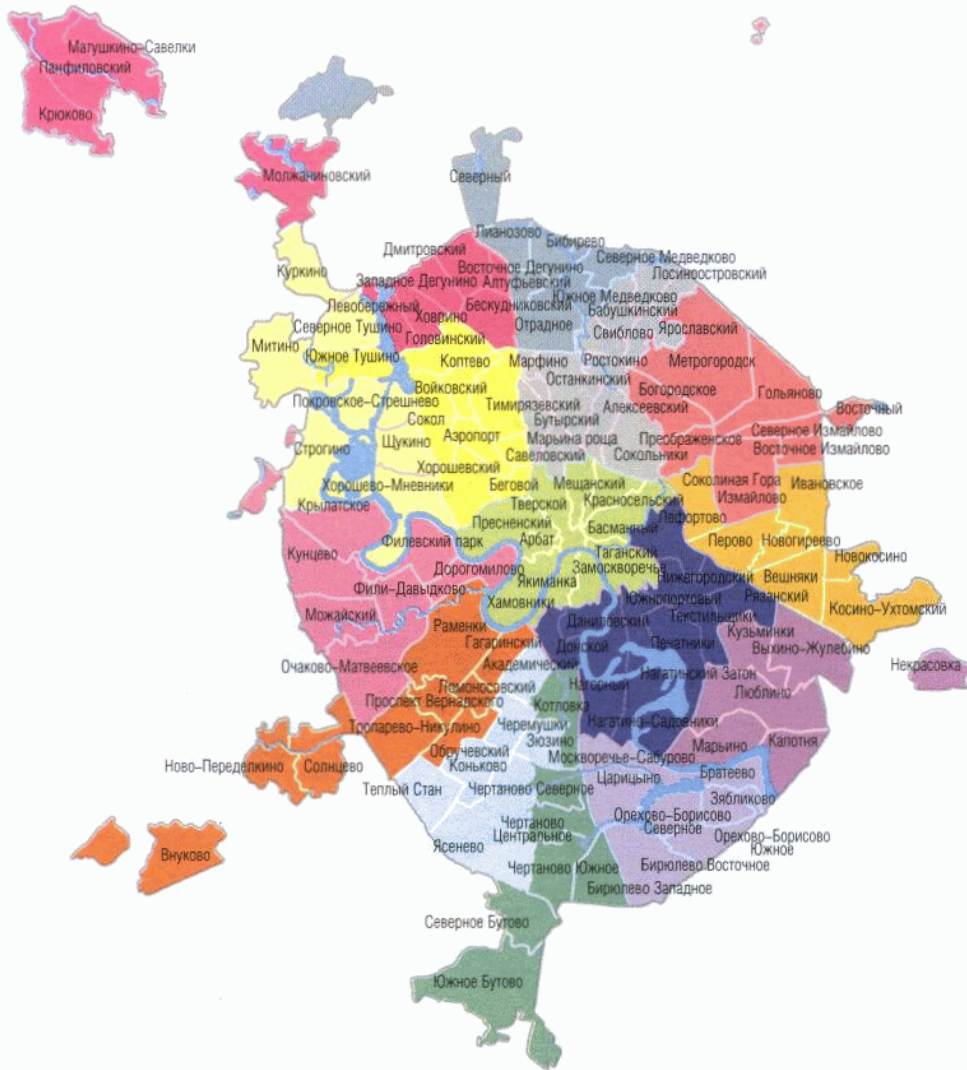 Матушкино-Савелки
Панфиловский
Крюково
Молжаниновский
Северный
Лианозово
Бибирево
Дмитровский
Северное Медведково
Восточное Дегунино
Лосиноостровский
Куркино
Западное Дегунино
Алтуфьевский
Южное Медведково
Левобережный
Бескудниковский
Бабушкинский
Ховрино
Северное Тушино
Отрадное
Свиблово
Ярославский
Головинский
Митино
Южное Тушино
Коптево
Марфино
Ростокино
Метрогородск
Останкинский
Войковский
Богородское
Гольяново
Покровское-Стрешнево
Тимирязевский
Алексеевский
Восточный
Сокол
Бутырский
Северное Измайлово
Строгино
Щукино
Аэропорт
Марьина роща
Преображенское
Восточное Измайлово
Савеловский
Сокольники
Хорошевский
Хорошево-Мневники
Беговой
Мещанский
Соколиная Гора
Ивановское
Крылатское
Тверской
Красносельский
Измайлово
Лефортово
Пресненский
Басманный
Кунцево
Филевский парк
Арбат
Перово
Новогиреево
Таганский
Новокосино
Дорогомилово
Замоскворечье
Якиманка
Нижегородский
Вешняки
Фили-Давыдково
Хамовники
Южнопортовый
Рязанский
Косино-Ухтомский
Можайский
Раменки
Даниловский
Текстильщики
Кузьминки
Гагаринский
Донской
Печатники
Выхино-Жулебино
Очаково-Матвеевское
Академический
Некрасовка
Ломоносовский
Нагорный
Нагатинский Затон
Люблино
Проспект Вернадского
Котловка
Тропарево-Никулино
Черемушки
Нагатино-Садовники
Зюзино
Марьино
Капотня
Обручевский
Москворечье-Сабурово
Ново-Переделкино
Солнцево
Коньково
Царицыно
Братеево
Теплый Стан
Чертаново Северное
Зябликово
Орехово-Борисово
Северное
Чертаново
Центральное
Орехово-Борисово
Южное
Ясенево
Внуково
Чертаново Южное
Бирюлево Восточное
Бирюлево Западное
Северное Бутово
Южное Бутово